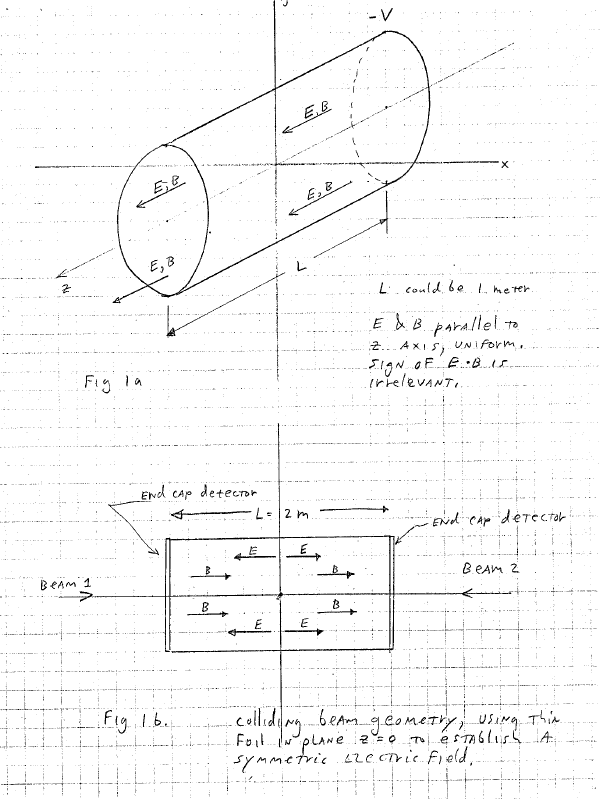 y
-V
E, B
x
E, B
E, B
E, B
z
L
L could be 1 meter
E & B parallel to
z axis, uniform.
sign of E·B is
irrelevant.
Fig 1a
End cap detector
L = 2 m
End cap detector
E E
B B
Beam 1
Beam 2
B B
E E
Fig 1b.
colliding beam geometry, using thin
foil in plane z=0 to establish a
symmetric electric field.